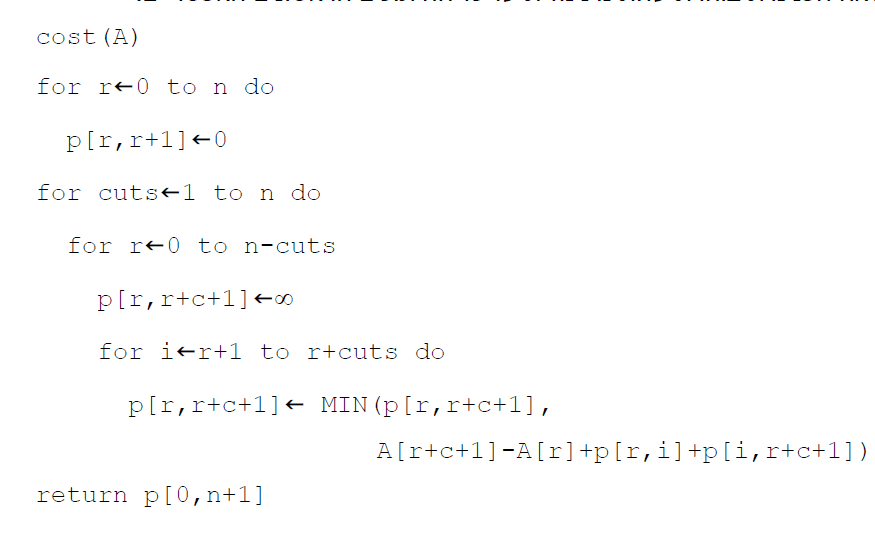 cost(A)
for r←0 to n do
p[r,r+1]←0
for cuts←1 to n do
for r←0 to n-cuts
p[r,r+c+1]←∞
for i←r+1 to r+cuts do
p[r,r+c+1]← MIN(p[r,r+c+1],
A[r+c+1]-A[r]+p[r,i]+p[i,r+c+1])
return p[0,n+1]